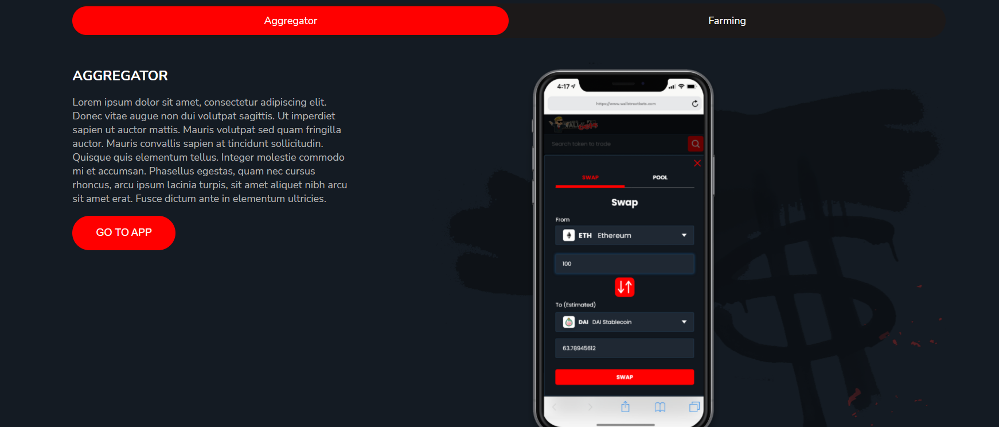 Aggregator
Farming
AGGREGATOR
Lorem ipsum dolor sit amet, consectetur adipiscing elit.
Donec vitae augue non dui volutpat sagittis. Ut imperdiet
sapien ut auctor mattis. Mauris volutpat sed quam fringilla
auctor. Mauris convallis sapien at tincidunt sollicitudin.
Quisque quis elementum tellus. Integer molestie commodo
mi et accumsan. Phasellus egestas, quam nec cursus
rhoncus, arcu ipsum lacinia turpis, sit amet aliquet nibh arcu
sit amet erat. Fusce dictum ante in elementum ultricies.
GO TO APP
4:17
https://www.wallstreetbets.com
Search token to trade
SWAP
POOL
Swap
From
ETH Ethereum
100
To (Estimated)
DAI DAI Stablecoin
63.78945612
SWAP